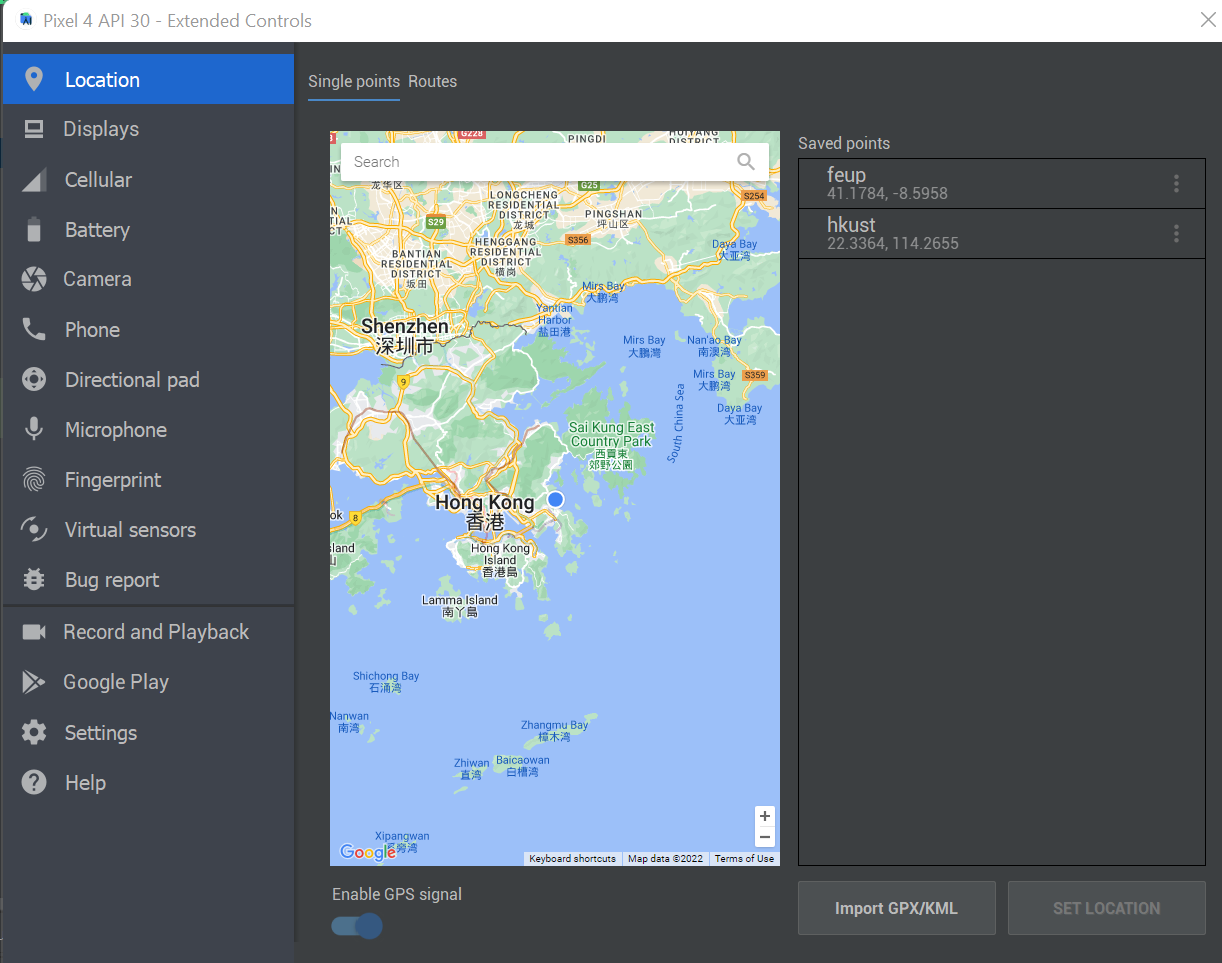 Pixel 4 API 30 - Extended Controls
Location
Displays
Cellular
Battery
Camera
Phone
Directional pad
Microphone
Fingerprint
Virtual sensors
Bug report
Record and Playback
Google Play
Settings
Help
Single points
Routes
Search
G228
PINGDI
HUIYANG
DISTRICT
龙华区
G25
S254
LONGCHENG
RESIDENTIAL
DISTRICT
龙城
PINGSHAN
坪山区
S29
S356
HENGGANG
RESIDENTIAL
DISTRICT
横岗
BANTIAN
RESIDENTIAL
DISTRICT
坂田
Daya Bay
大亚湾
Mirs Bay
大鹏湾
Yantian
Harbor
盐田港
Shenzhen
深圳市
Mirs Bay
大鵬灣
Nan'ao Bay
南澳湾
Mirs Bay
大鹏湾
S359
9
Daya Bay
大亚湾
South China Sea
Sai Kung East
Country Park
西貢東
郊野公園
Hong Kong
香港
ok
8
sland
Hong Kong
Island
香港島
Lamma Island
南丫島
Shichong Bay
石涌湾
Nanwan
南湾
Zhangmu Bay
樟木湾
Zhiwan
直湾
Baicaowan
白槽湾
Xipangwan
旁湾
Google
+
−
Keyboard shortcuts
Map data ©2022
Terms of Use
Enable GPS signal
Saved points
feup
41.1784, -8.5958
hkust
22.3364, 114.2655
Import GPX/KML
SET LOCATION